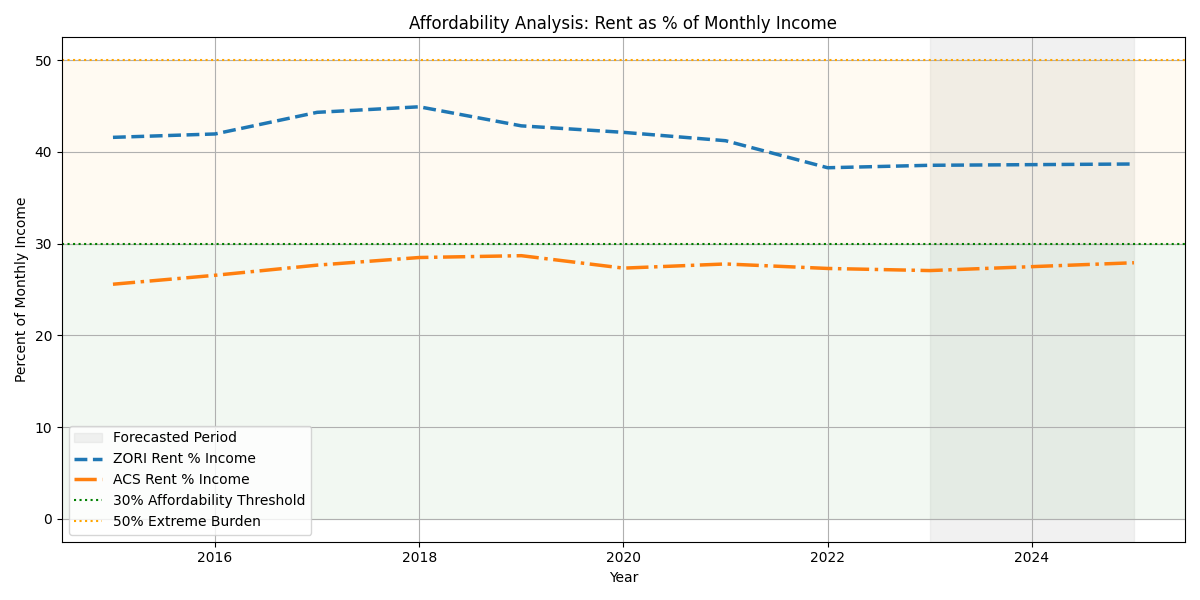 Affordability Analysis: Rent as % of Monthly Income
Percent of Monthly Income
50
40
30
20
10
0
Forecasted Period
ZORI Rent % Income
ACS Rent % Income
30% Affordability Threshold
50% Extreme Burden
2016
2018
2020
2022
2024
Year